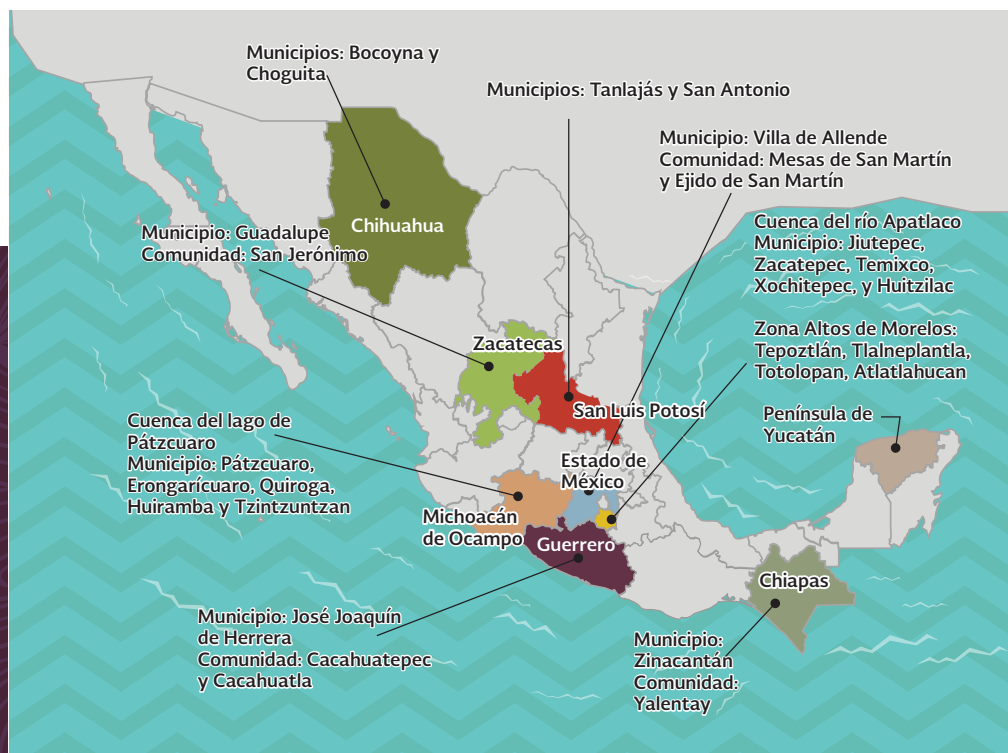 Municipios: Bocoyna y
Choguita
Municipios: Tanlajás y San Antonio
Municipio: Villa de Allende
Comunidad: Mesas de San Martín
y Ejido de San Martín
Chihuahua
Municipio: Guadalupe
Comunidad: San Jerónimo
Cuenca del río Apatlaco
Municipio: Jiutepec,
Zacatepec, Temixco,
Xochitepec, y Huitzilac
Zona Altos de Morelos:
Tepoztlán, Tlalneplantla,
Totolopan, Atlatlahucan
Zacatecas
San Luis Potosí
Península de
Yucatán
Cuenca del lago de
Pátzcuaro
Municipio: Pátzcuaro,
Erongarícuaro, Quiroga,
Huiramba y Tzintzuntzan
Estado de
México
Michoacán
de Ocampo
Guerrero
Chiapas
Municipio: José Joaquín
de Herrera
Comunidad: Cacahuatepec
y Cacahuatla
Municipio:
Zinacantán
Comunidad:
Yalentay